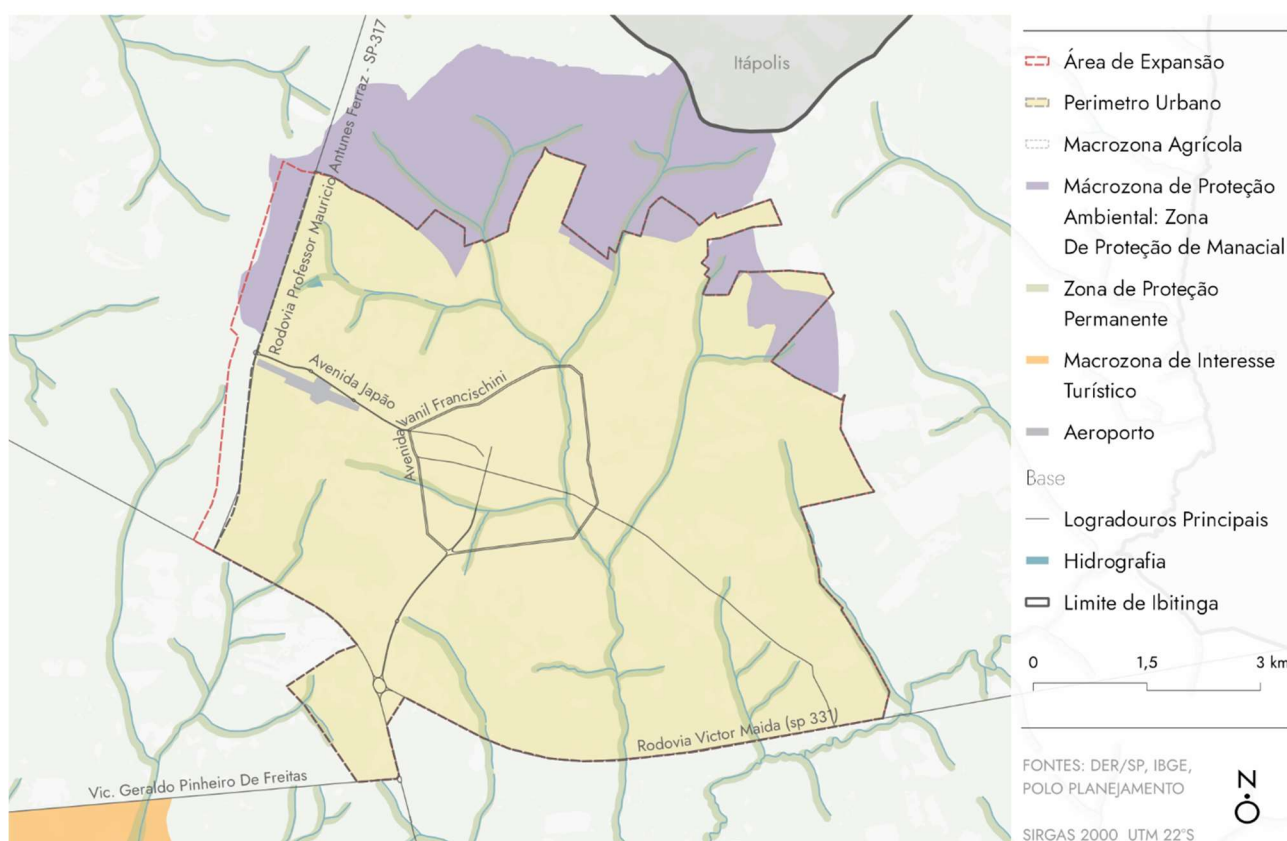 Itápolis
Rodovia Professor Mauricio Antunes Ferraz - SP-317
Avenida Japão
Avenida Ivanil Francischini
Rodovia Victor Maida (sp 331)
Vic. Geraldo Pinheiro De Freitas
Área de Expansão
Perimetro Urbano
Macrozona Agrícola
Mácrozona de Proteção
Ambiental: Zona
De Proteção de Manacial
Zona de Proteção
Permanente
Macrozona de Interesse
Turístico
Aeroporto
Base
Logradouros Principais
Hidrografia
Limite de Ibitinga
0 1,5 3 km
FONTES: DER/SP, IBGE,
POLO PLANEJAMENTO
N
SIRGAS 2000 UTM 22°S